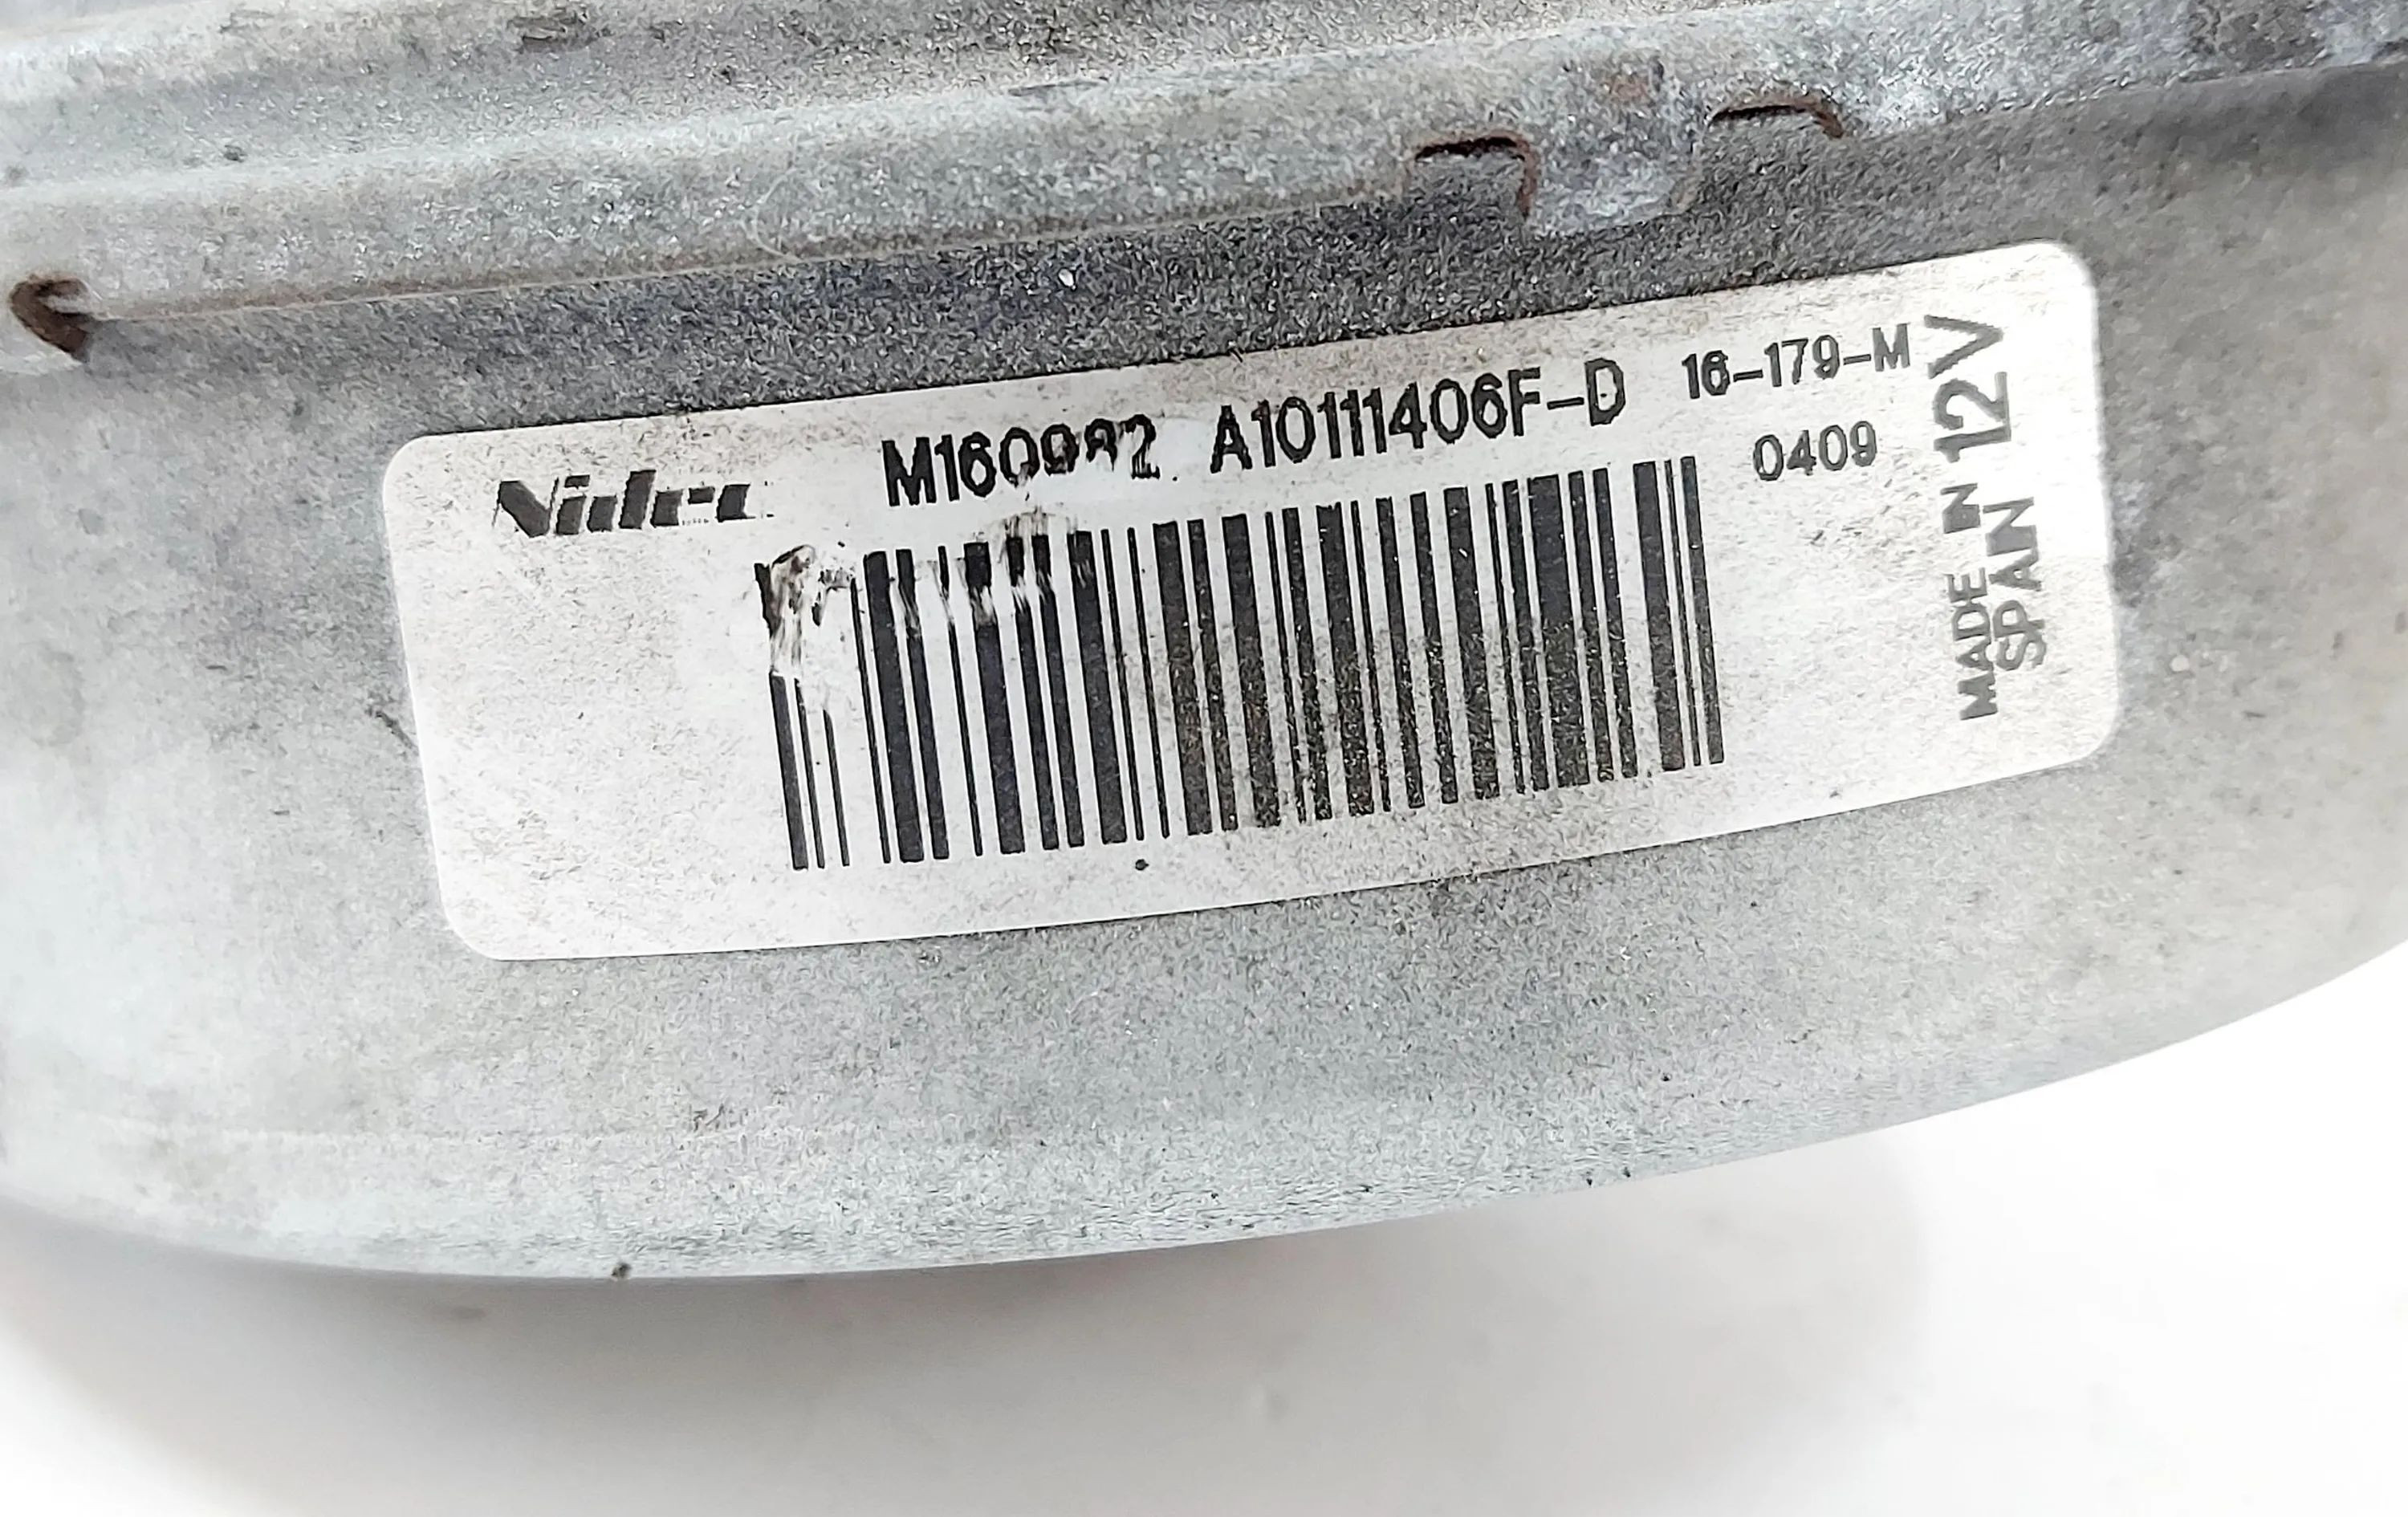 Nidec M160982 A10111406F-D 16-179-M
0409
MADE IN 12V
SPAIN